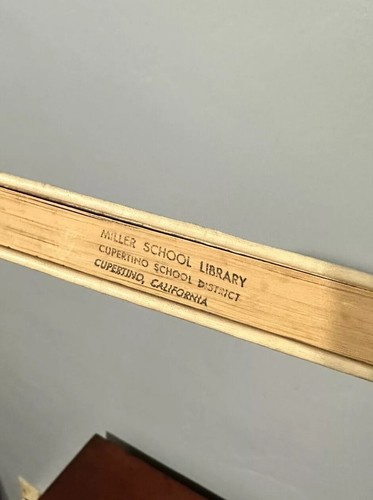 MILLER SCHOOL LIBRARY
CUPERTINO SCHOOL DISTRICT
CUPERTINO, CALIFORNIA